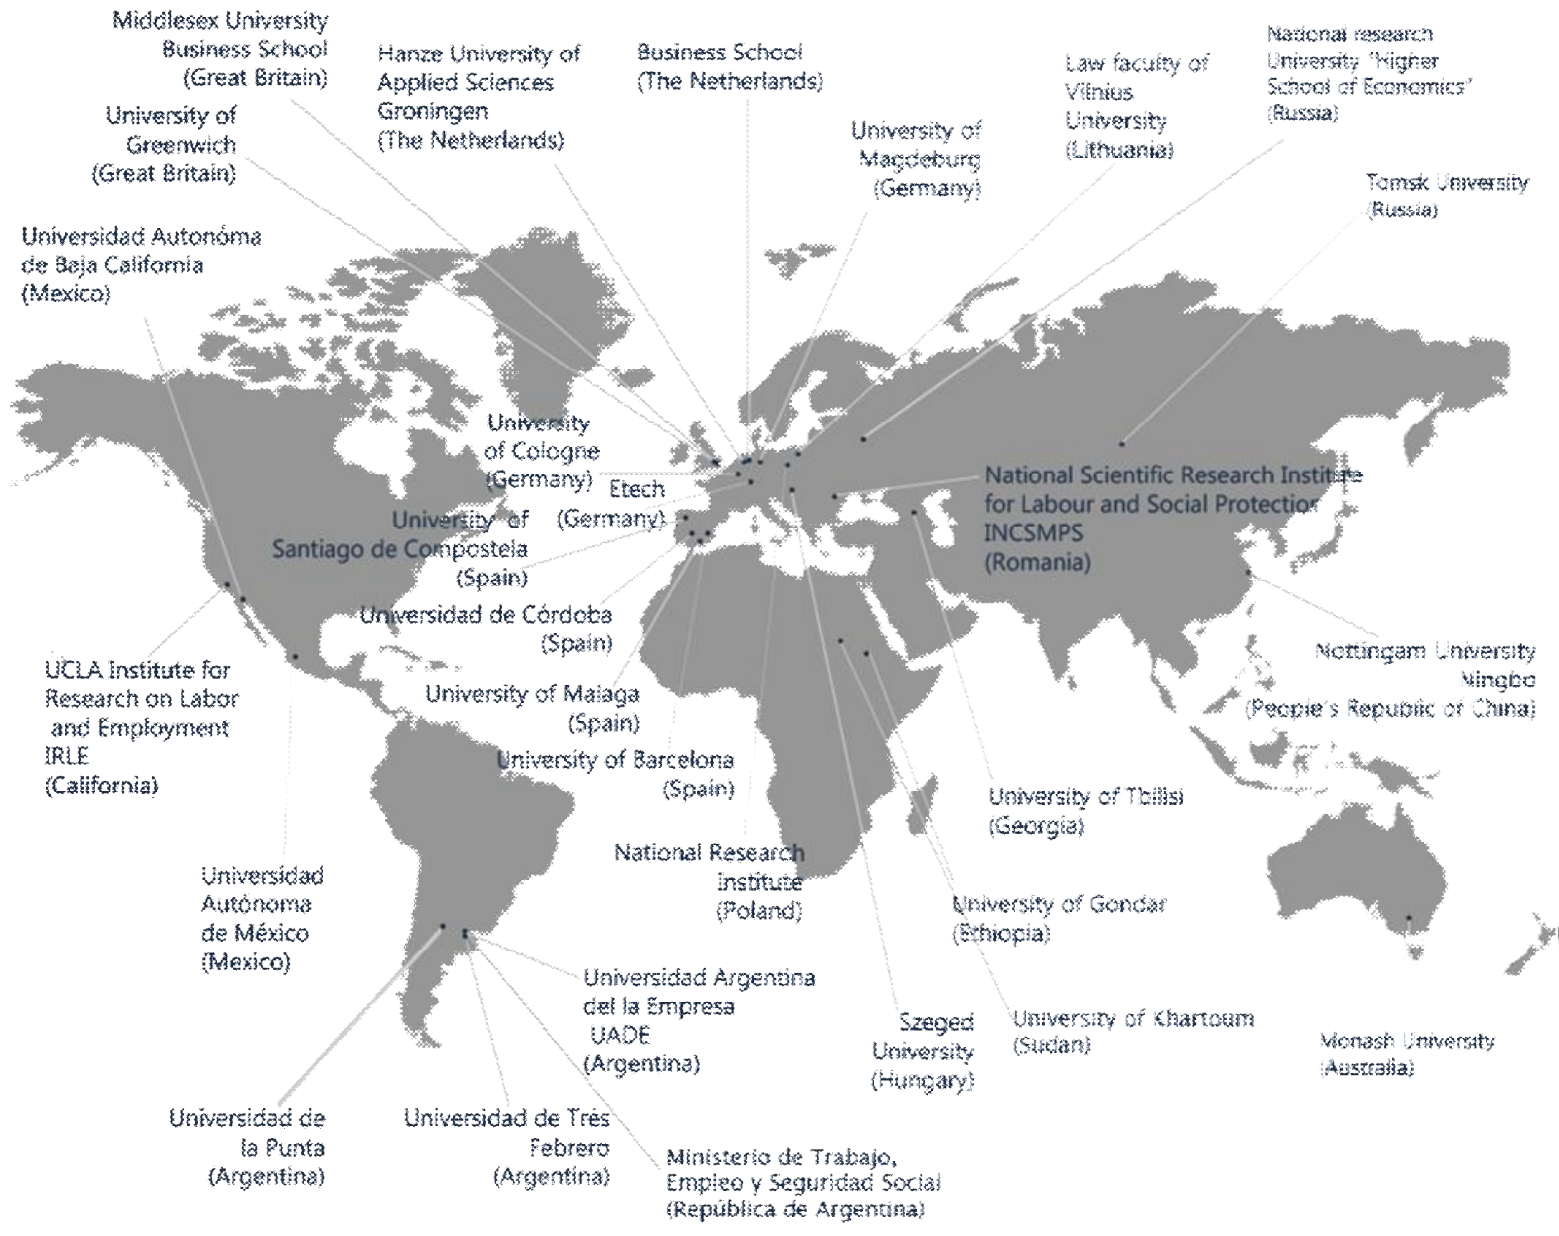 Middlesex University
Business School
(Great Britain)
Hanze University of
Applied Sciences
Groningen
(The Netherlands)
Business School
(The Netherlands)
Law faculty of
Vilnius
University
(Lithuania)
National research
University "Higher
School of Economics"
(Russia)
University of
Greenwich
(Great Britain)
University of
Magdeburg
(Germany)
Tomsk University
(Russia)
Universidad Autonóma
de Baja California
(Mexico)
University
of Cologne
(Germany)
Etech
(Germany)
National Scientific Research Institute
for Labour and Social Protection
INCSMPS
(Romania)
University of
Santiago de Compostela
(Spain)
Universidad de Córdoba
(Spain)
UCLA Institute for
Research on Labor
and Employment
IRLE
(California)
University of Malaga
(Spain)
Nottingam University
Ningbo
(People's Republic of China)
University of Barcelona
(Spain)
University of Tbilisi
(Georgia)
National Research
institute
(Poland)
Universidad
Autónoma
de México
(Mexico)
University of Gondar
(Ethiopia)
Universidad Argentina
del la Empresa
UADE
(Argentina)
Szeged
University
(Hungary)
University of Khartoum
(Sudan)
Monash University
(Australia)
Universidad de
la Punta
(Argentina)
Universidad de Trés
Febrero
(Argentina)
Ministerio de Trabajo,
Empleo y Seguridad Social
(República de Argentina)